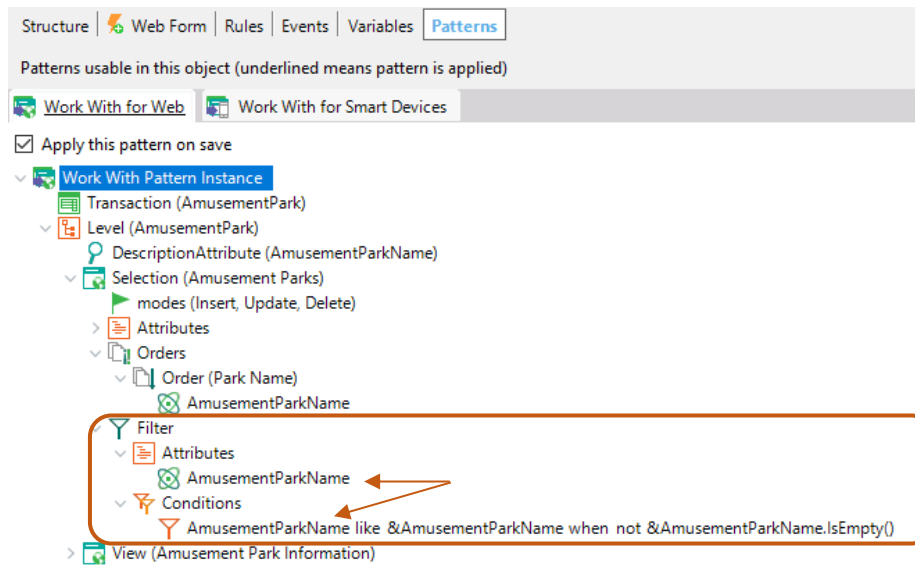 Structure Web Form Rules Events Variables Patterns
Patterns usable in this object (underlined means pattern is applied)
Work With for Web Work With for Smart Devices
Apply this pattern on save
Work With Pattern Instance
Transaction (AmusementPark)
Level (AmusementPark)
DescriptionAttribute (AmusementParkName)
Selection (Amusement Parks)
modes (Insert, Update, Delete)
Attributes
Orders
Order (Park Name)
AmusementParkName
Filter
Attributes
AmusementParkName
Conditions
AmusementParkName like &AmusementParkName when not &AmusementParkName.IsEmpty()
View (Amusement Park Information)